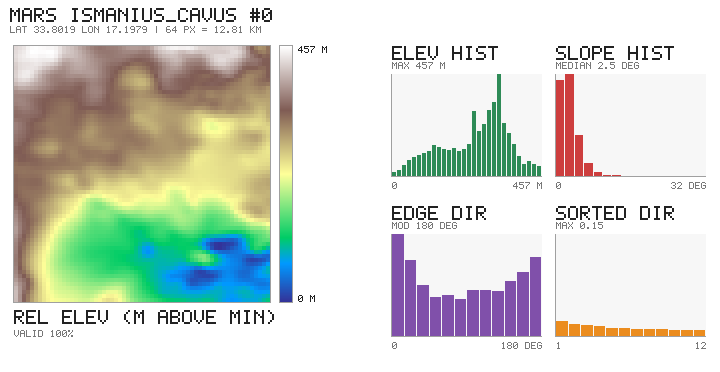 MARS ISMANIUS_CAVUS #0
LAT 33.8019 LON 17.1979 | 64 PX = 12.81 KM
457 M
0 M
REL ELEV (M ABOVE MIN)
VALID 100%
ELEV HIST
MAX 457 M
0 457 M
SLOPE HIST
MEDIAN 2.5 DEG
0 32 DEG
EDGE DIR
MOD 180 DEG
0 180 DEG
SORTED DIR
MAX 0.15
1 12